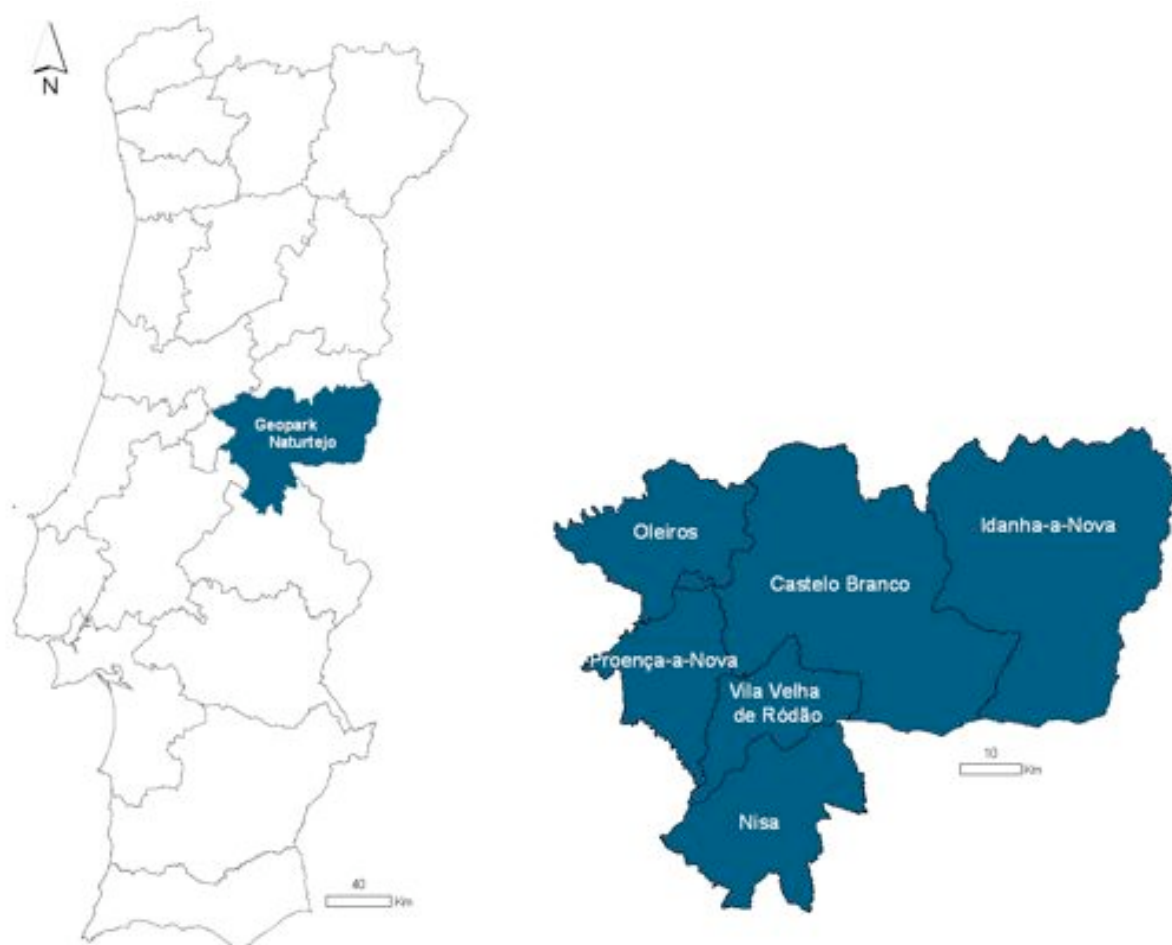 N
Geopark
Naturtejo
40
Km
Oleiros
Idanha-a-Nova
Castelo Branco
Proença-a-Nova
Vila Velha
de Ródão
Nisa
10
Km